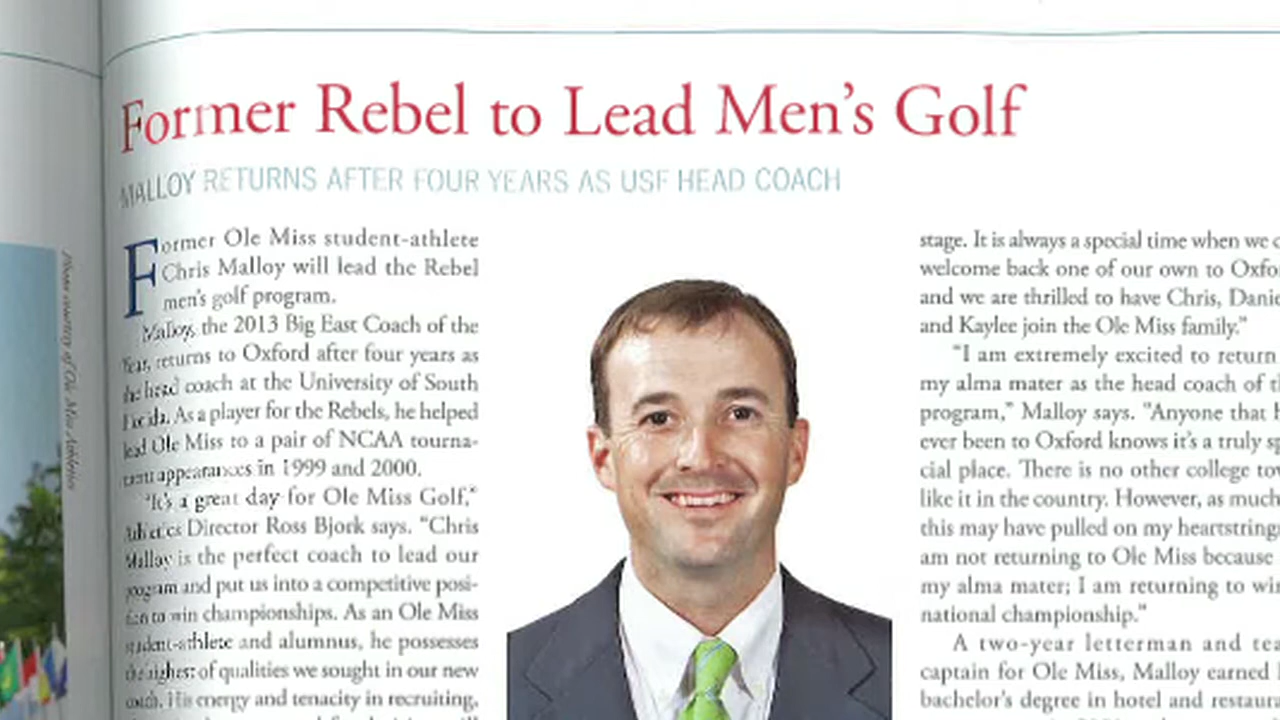 Former Rebel to Lead Men's Golf
MALLOY RETURNS AFTER FOUR YEARS AS USF HEAD COACH
Former Ole Miss student-athlete
Chris Malloy will lead the Rebel
men's golf program.
Malloy, the 2013 Big East Coach of the
Year, returns to Oxford after four years as
the head coach at the University of South
Florida. As a player for the Rebels, he helped
lead Ole Miss to a pair of NCAA tourna-
ment appearances in 1999 and 2000.
"It's a great day for Ole Miss Golf,"
Athletics Director Ross Bjork says. "Chris
Malloy is the perfect coach to lead our
program and put us into a competitive posi-
tion to win championships. As an Ole Miss
student-athlete and alumnus, he possesses
the highest of qualities we sought in our new
coach. His energy and tenacity in recruiting,
stage. It is always a special time when we c
welcome back one of our own to Oxfo
and we are thrilled to have Chris, Danie
and Kaylee join the Ole Miss family."
"I am extremely excited to return
my alma mater as the head coach of t
program," Malloy says. "Anyone that h
ever been to Oxford knows it's a truly sp
cial place. There is no other college tow
like it in the country. However, as much
this may have pulled on my heartstrings
am not returning to Ole Miss because
my alma mater; I am returning to win
national championship."
A two-year letterman and tea
captain for Ole Miss, Malloy earned
bachelor's degree in hotel and restaura
Photo courtesy of Ole Miss Athletics